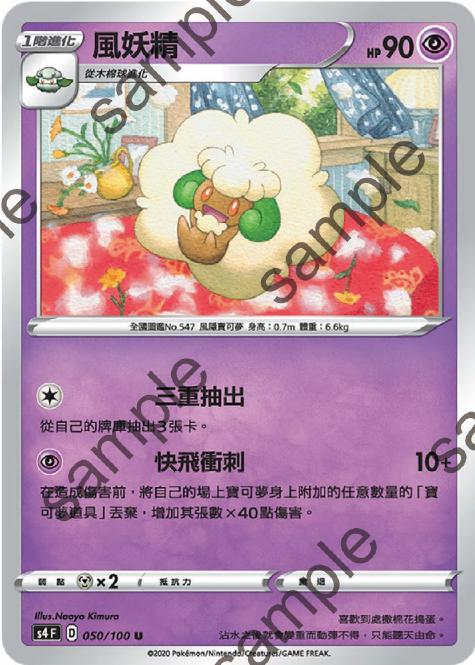 1階進化
風妖精
HP90
從木棉球進化
全國圖鑑No.547 風隱寶可夢 身高：0.7m 體重：6.6kg
三重抽出
從自己的牌庫抽出3張卡。
快飛衝刺 10+
在造成傷害前，將自己的場上寶可夢身上附加的任意數量的「寶
可夢道具」丟棄，增加其張數×40點傷害。
弱點 ×2 抵抗力 撤退
Illus.Naoyo Kimura
s4F D 050/100 U
喜歡到處撒棉花搗蛋。
沾水之後就會變重而動彈不得，只能聽天由命。
©2020 Pokémon/Nintendo/Creatures/GAME FREAK.
sample
sample
sample
sample
sample
sample
sample